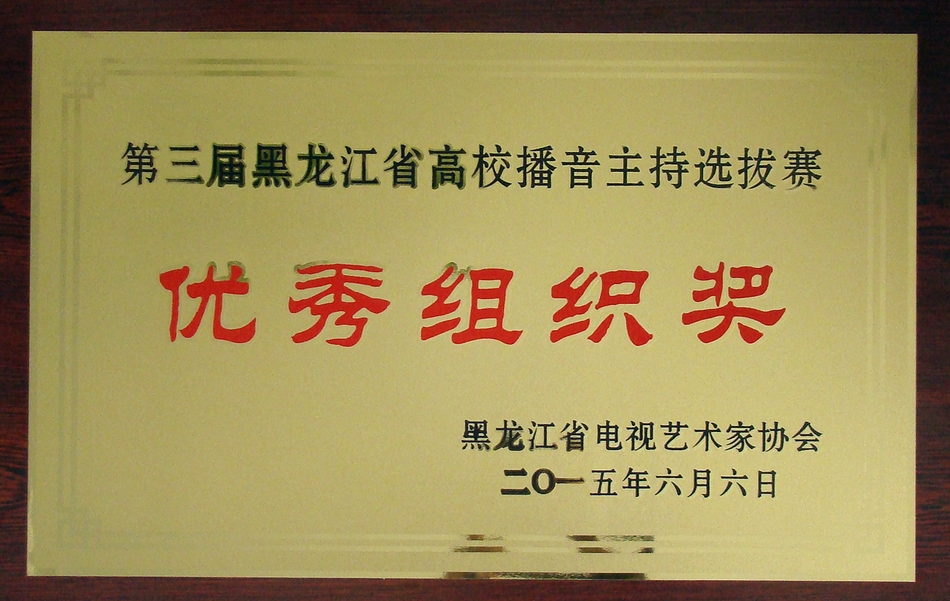 第三届黑龙江省高校播音主持选拔赛
优秀组织奖
黑龙江省电视艺术家协会
二〇一五年六月六日